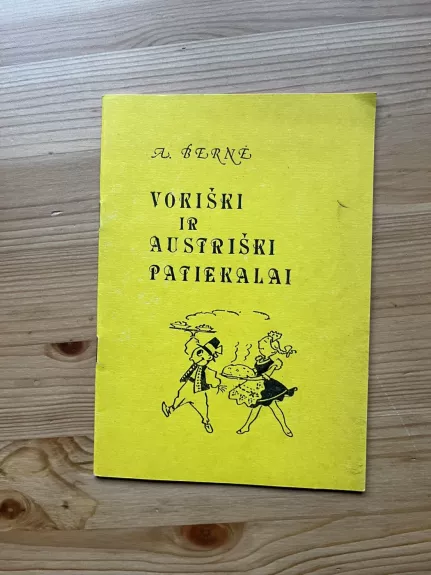 A. BERNĖ
VOKIŠKI
IR
AUSTRIŠKI
PATIEKALAI